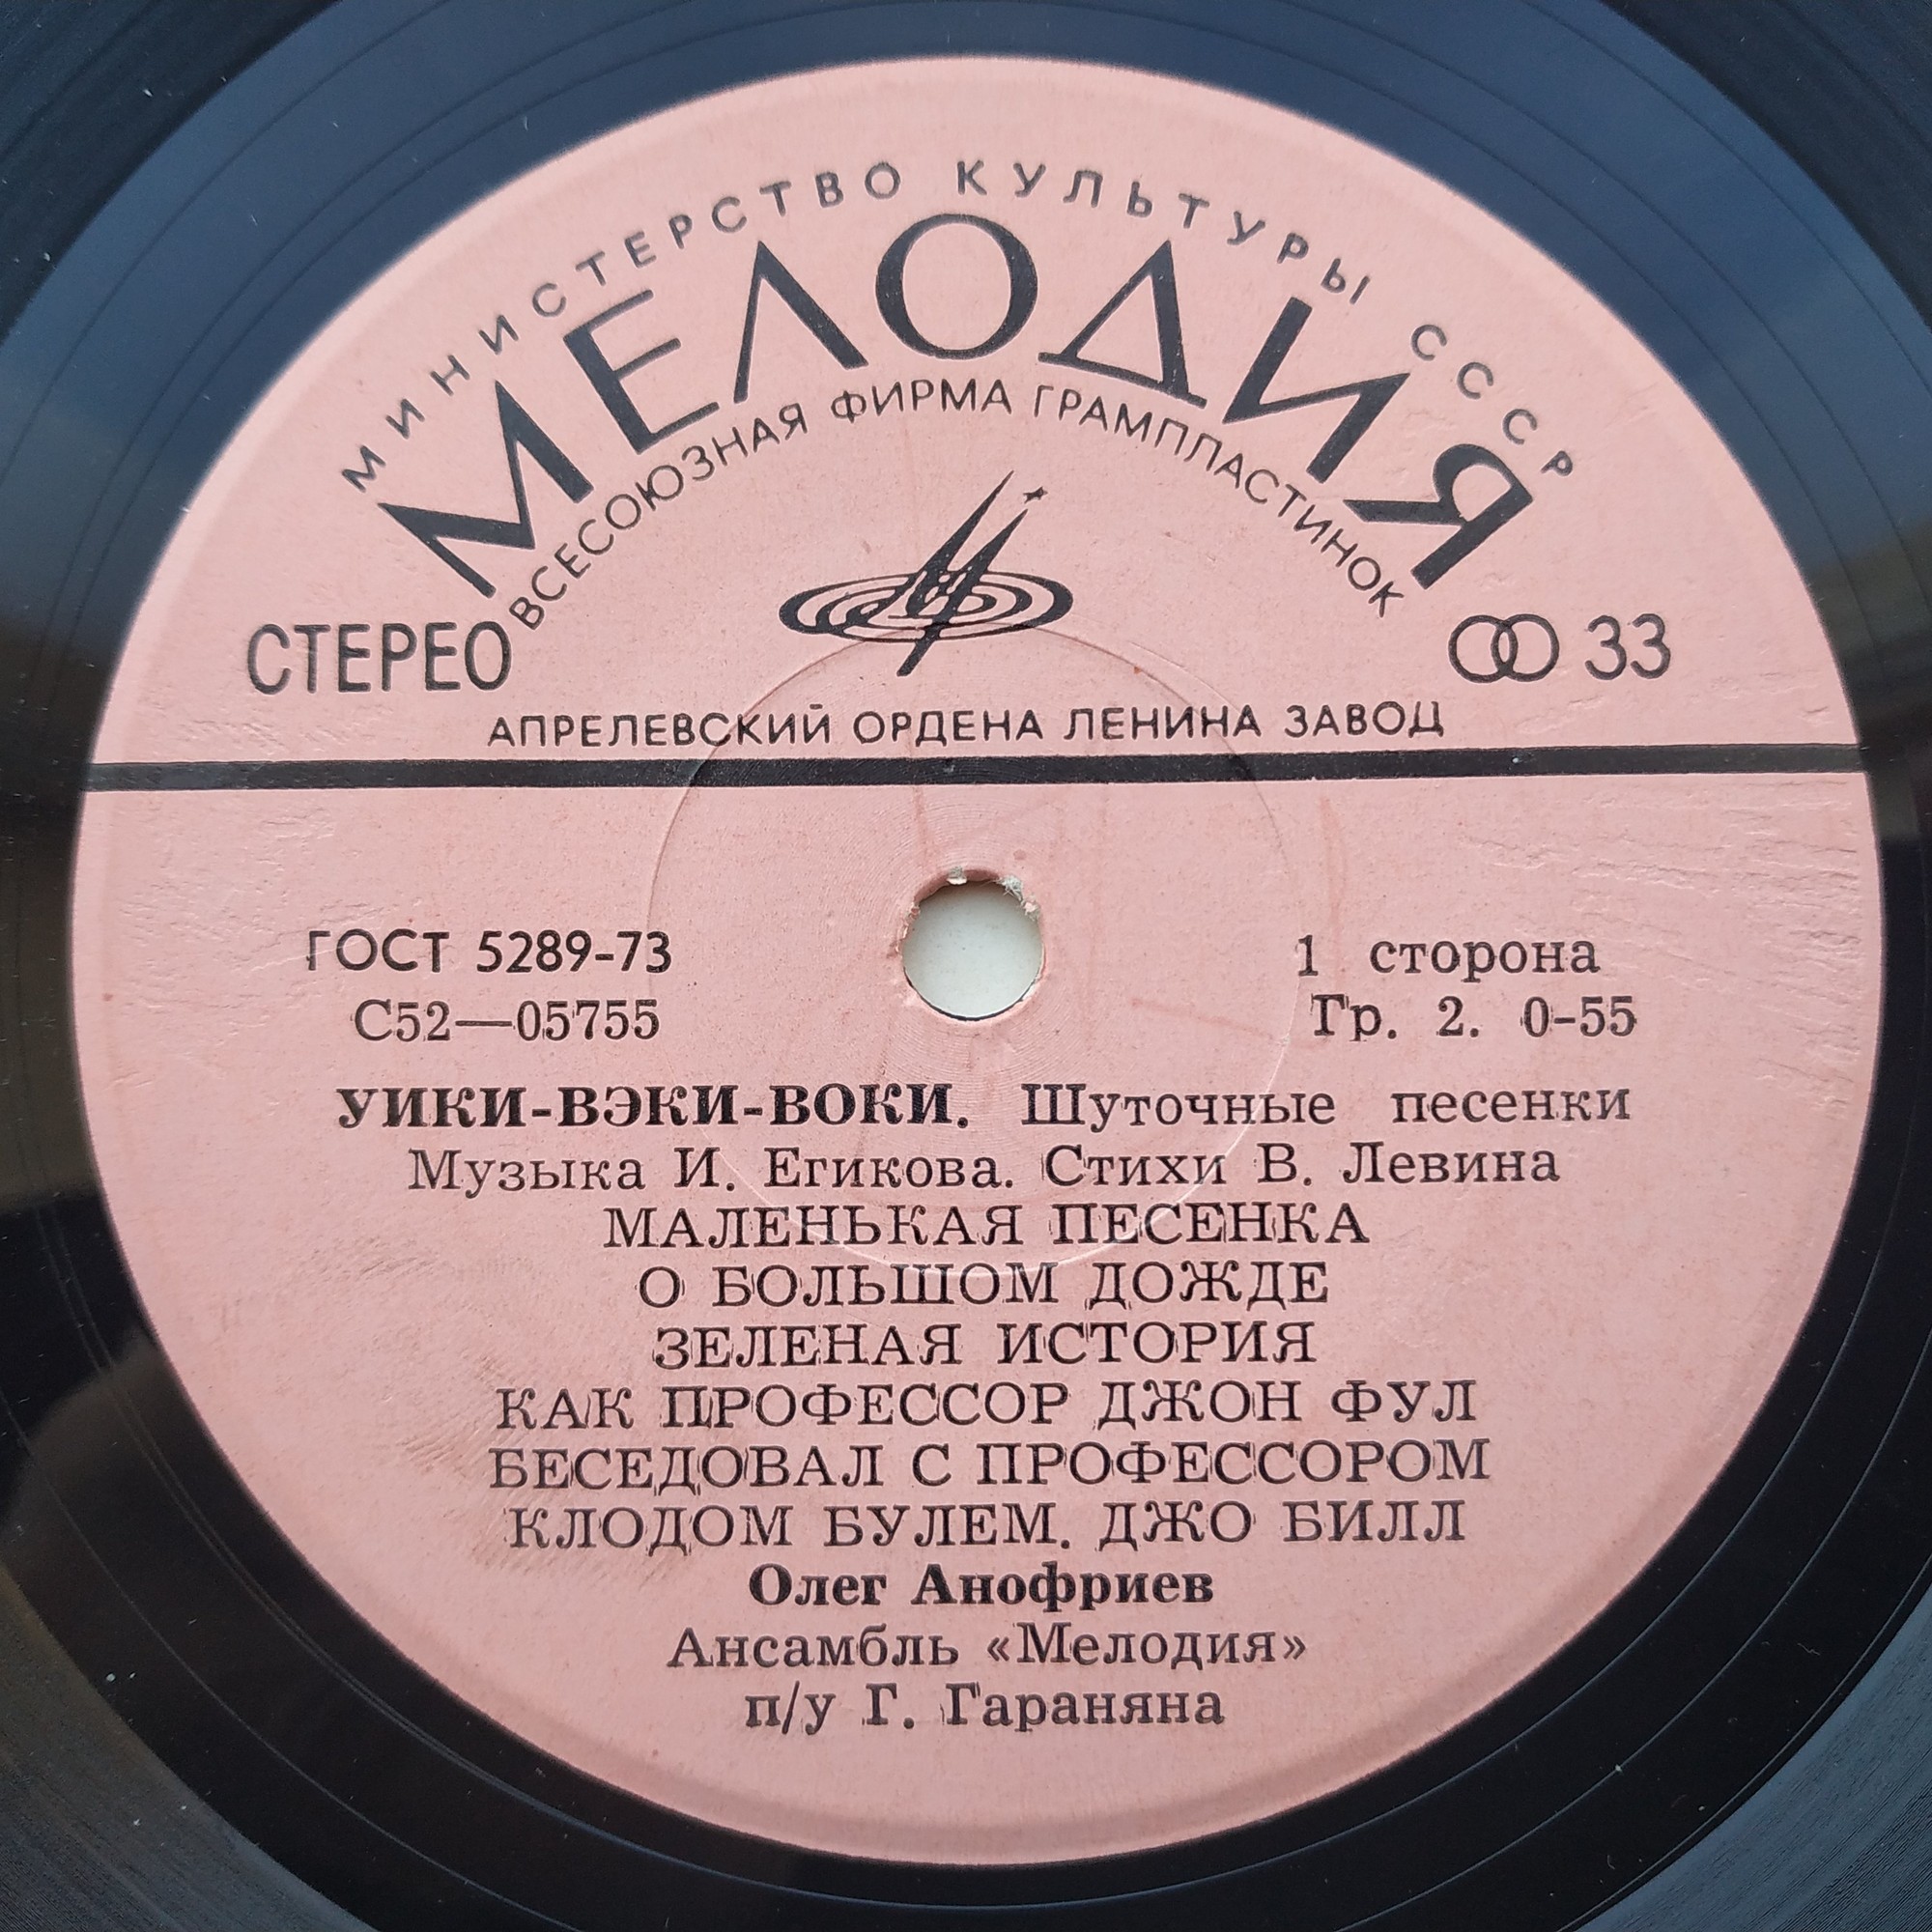 МИНИСТЕРСТВО КУЛЬТУРЫ СССР
МЕЛОДИЯ
ВСЕСОЮЗНАЯ ФИРМА ГРАМПЛАСТИНОК
СТЕРЕО 33
АПРЕЛЕВСКИЙ ОРДЕНА ЛЕНИНА ЗАВОД
ГОСТ 5289-73 1 сторона
С52—05755 Гр. 2. 0-55
УИКИ-ВЭКИ-ВОКИ. Шуточные песенки
Музыка И. Егикова. Стихи В. Левина
МАЛЕНЬКАЯ ПЕСЕНКА
О БОЛЬШОМ ДОЖДЕ
ЗЕЛЕНАЯ ИСТОРИЯ
КАК ПРОФЕССОР ДЖОН ФУЛ
БЕСЕДОВАЛ С ПРОФЕССОРОМ
КЛОДОМ БУЛЕМ. ДЖО БИЛЛ
Олег Анофриев
Ансамбль «Мелодия»
п/у Г. Гараняна